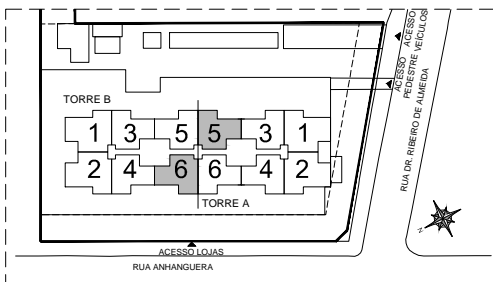 ACESSO
PEDESTRE
ACESSO
VEÍCULOS
RUA DR. RIBEIRO DE ALMEIDA
TORRE B
1 3 5 5 3 1
2 4 6 6 4 2
TORRE A
N
ACESSO LOJAS
RUA ANHANGUERA